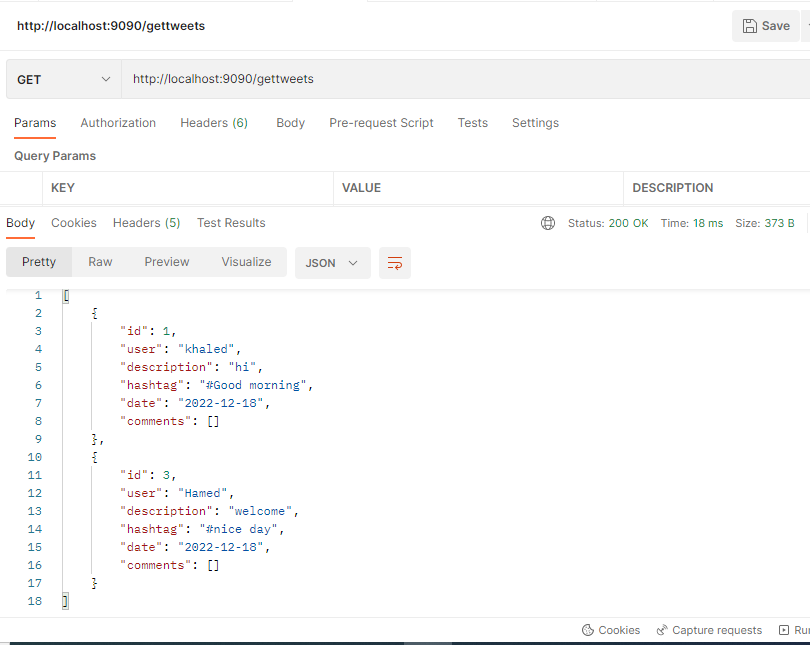 http://localhost:9090/gettweets
Save
GET
http://localhost:9090/gettweets
Params Authorization Headers (6) Body Pre-request Script Tests Settings
Query Params
KEY VALUE DESCRIPTION
Body Cookies Headers (5) Test Results Status: 200 OK Time: 18 ms Size: 373 B
Pretty Raw Preview Visualize JSON
1 [
2 {
3 "id": 1,
4 "user": "khaled",
5 "description": "hi",
6 "hashtag": "#Good morning",
7 "date": "2022-12-18",
8 "comments": []
9 },
10 {
11 "id": 3,
12 "user": "Hamed",
13 "description": "welcome",
14 "hashtag": "#nice day",
15 "date": "2022-12-18",
16 "comments": []
17 }
18 ]
Cookies Capture requests